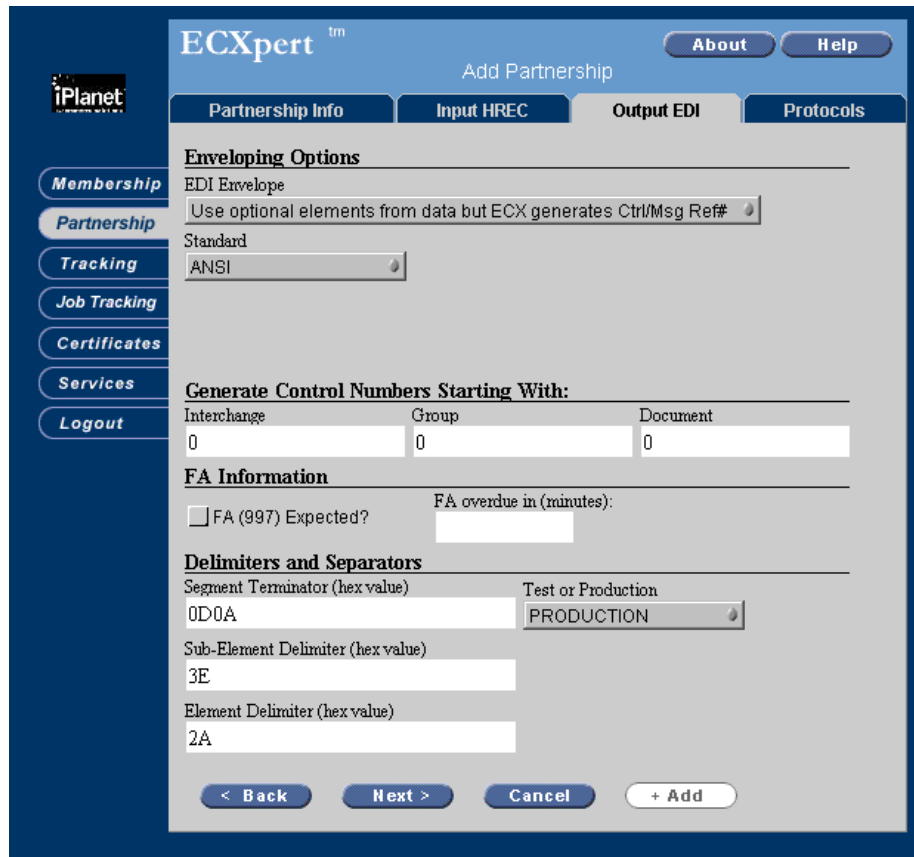 ECXpert tm
About
Help
Add Partnership
iPlanet
Partnership Info
Input HREC
Output EDI
Protocols
Membership
Partnership
Tracking
Job Tracking
Certificates
Services
Logout
Enveloping Options
EDI Envelope
Use optional elements from data but ECX generates Ctrl/Msg Ref#
Standard
ANSI
Generate Control Numbers Starting With:
Interchange
Group
Document
0
0
0
FA Information
FA (997) Expected?
FA overdue in (minutes):
Delimiters and Separators
Segment Terminator (hex value)
Test or Production
0D0A
PRODUCTION
Sub-Element Delimiter (hex value)
3E
Element Delimiter (hex value)
2A
< Back
Next >
Cancel
+ Add